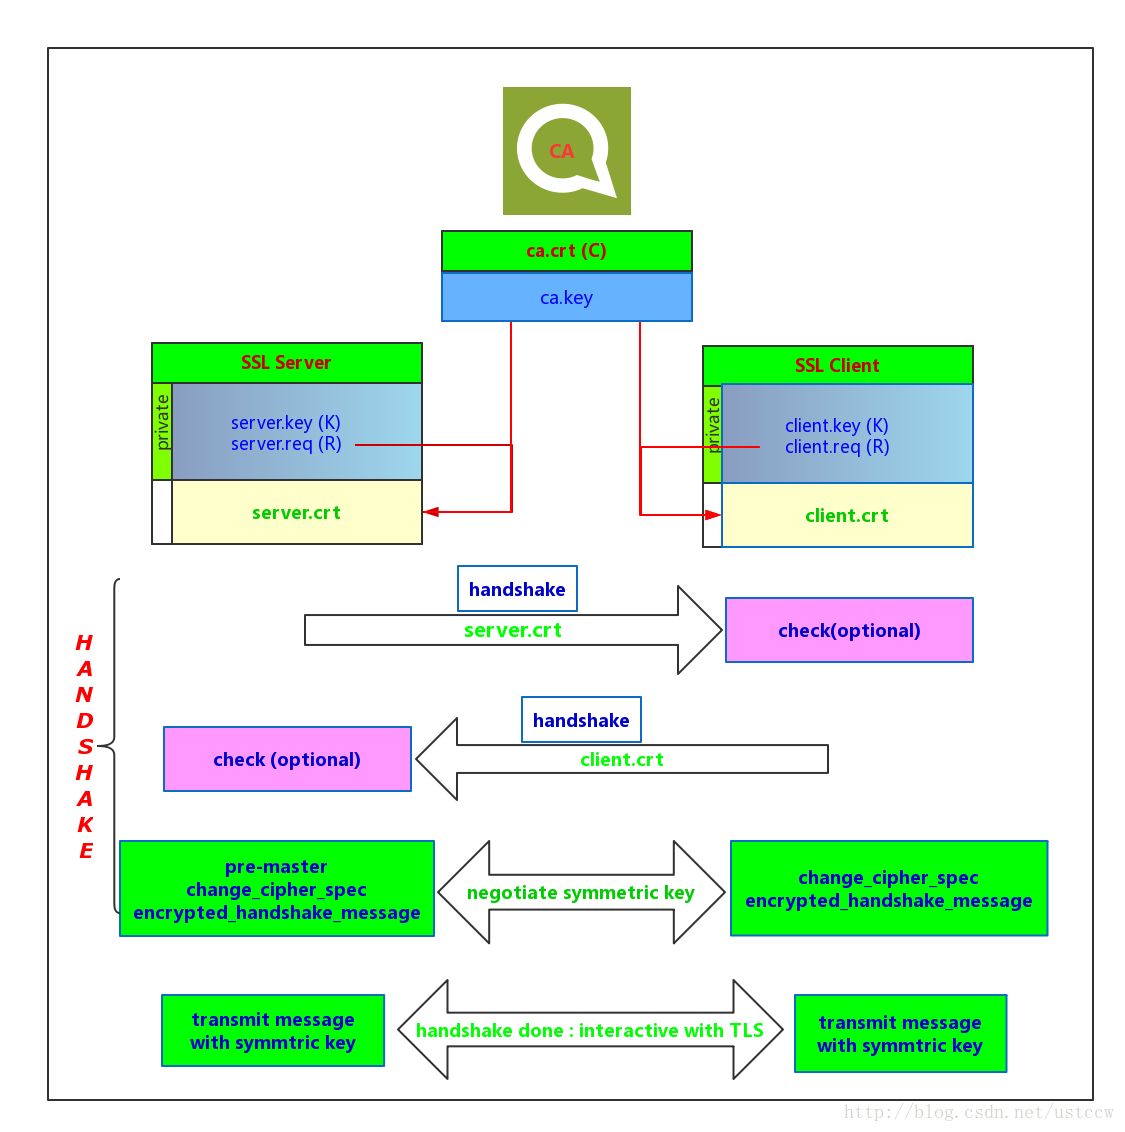 CA
ca.crt (C)
ca.key
SSL Server
private
server.key (K)
server.req (R)
server.crt
SSL Client
private
client.key (K)
client.req (R)
client.crt
HANDSHAKE
handshake
server.crt
check(optional)
handshake
check (optional)
client.crt
pre-master
change_cipher_spec
encrypted_handshake_message
negotiate symmetric key
change_cipher_spec
encrypted_handshake_message
transmit message
with symmtric key
handshake done : interactive with TLS
transmit message
with symmtric key
http://blog.csdn.net/ustccw